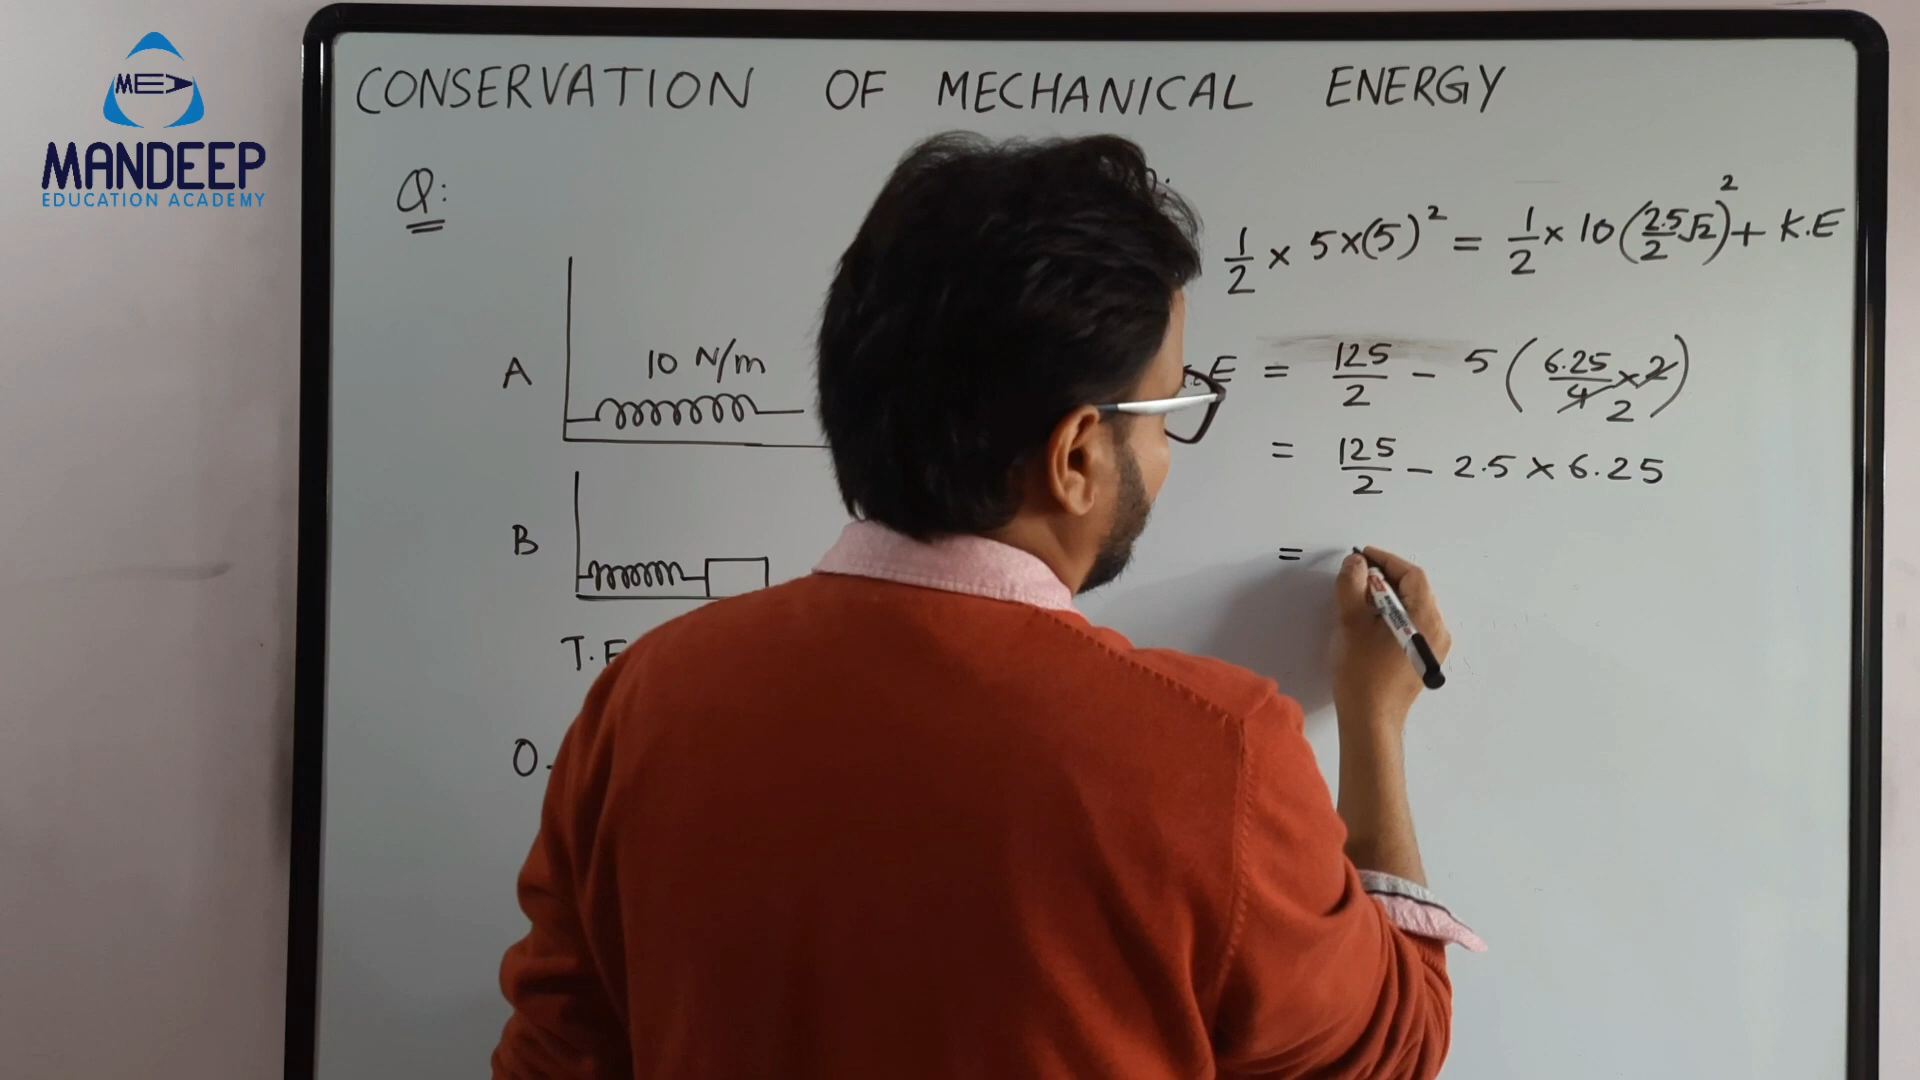 MEA
MANDEEP
EDUCATION ACADEMY
CONSERVATION OF MECHANICAL ENERGY
Q:
A
10 N/m
B
T.E
O.
1/2 × 5×(5)² = 1/2 × 10(2.5/2 √2)² + K.E
E = 125/2 - 5(6.25/4 × 2) 2
= 125/2 - 2.5 × 6.25
=